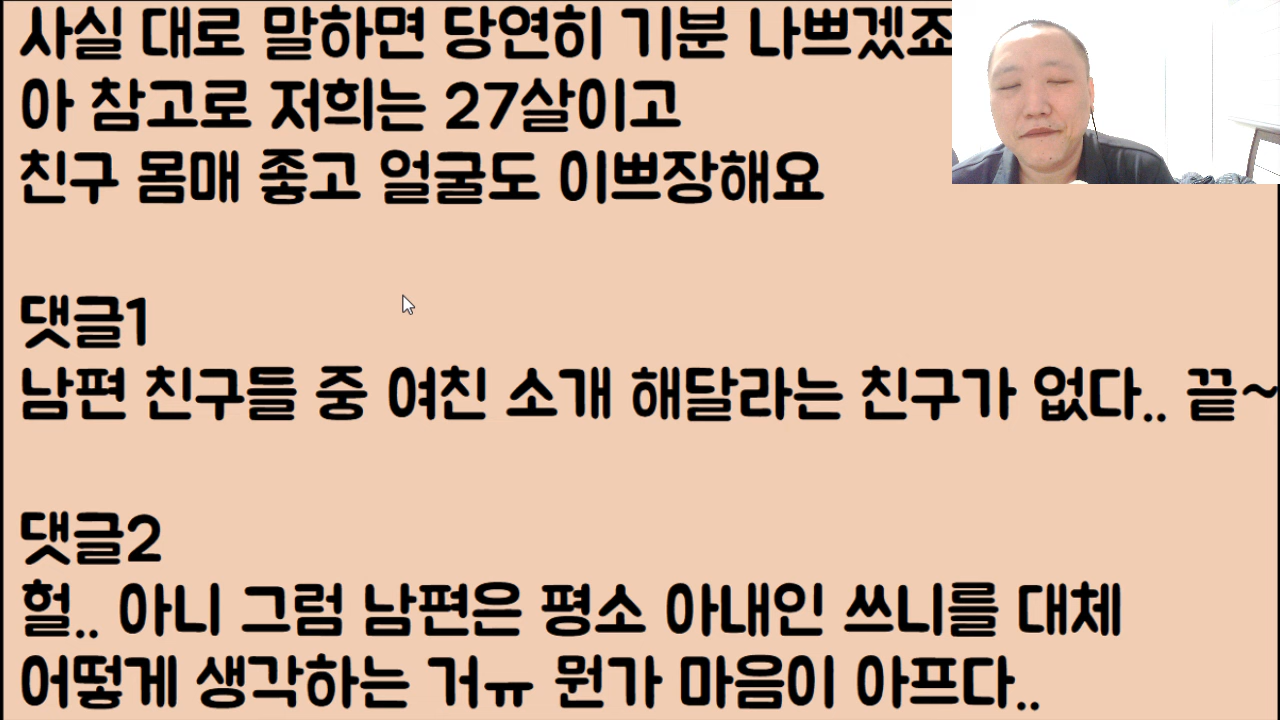 사실 대로 말하면 당연히 기분 나쁘겠죠
아 참고로 저희는 27살이고
친구 몸매 좋고 얼굴도 이쁘장해요
댓글1
남편 친구들 중 여친 소개 해달라는 친구가 없다.. 끝~
댓글2
헐.. 아니 그럼 남편은 평소 아내인 쓰니를 대체
어떻게 생각하는 거ㅠ 뭔가 마음이 아프다..